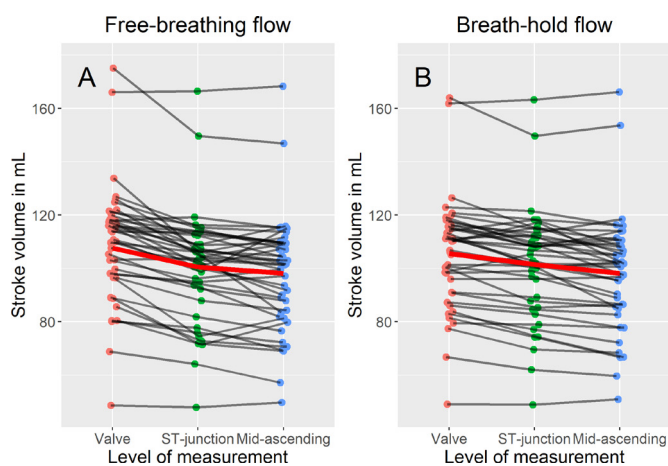 Free-breathing flow
Breath-hold flow
A
B
Stroke volume in mL
160
120
80
Valve ST-junction Mid-ascending
Level of measurement
Stroke volume in mL
160
120
80
Valve ST-junction Mid-ascending
Level of measurement